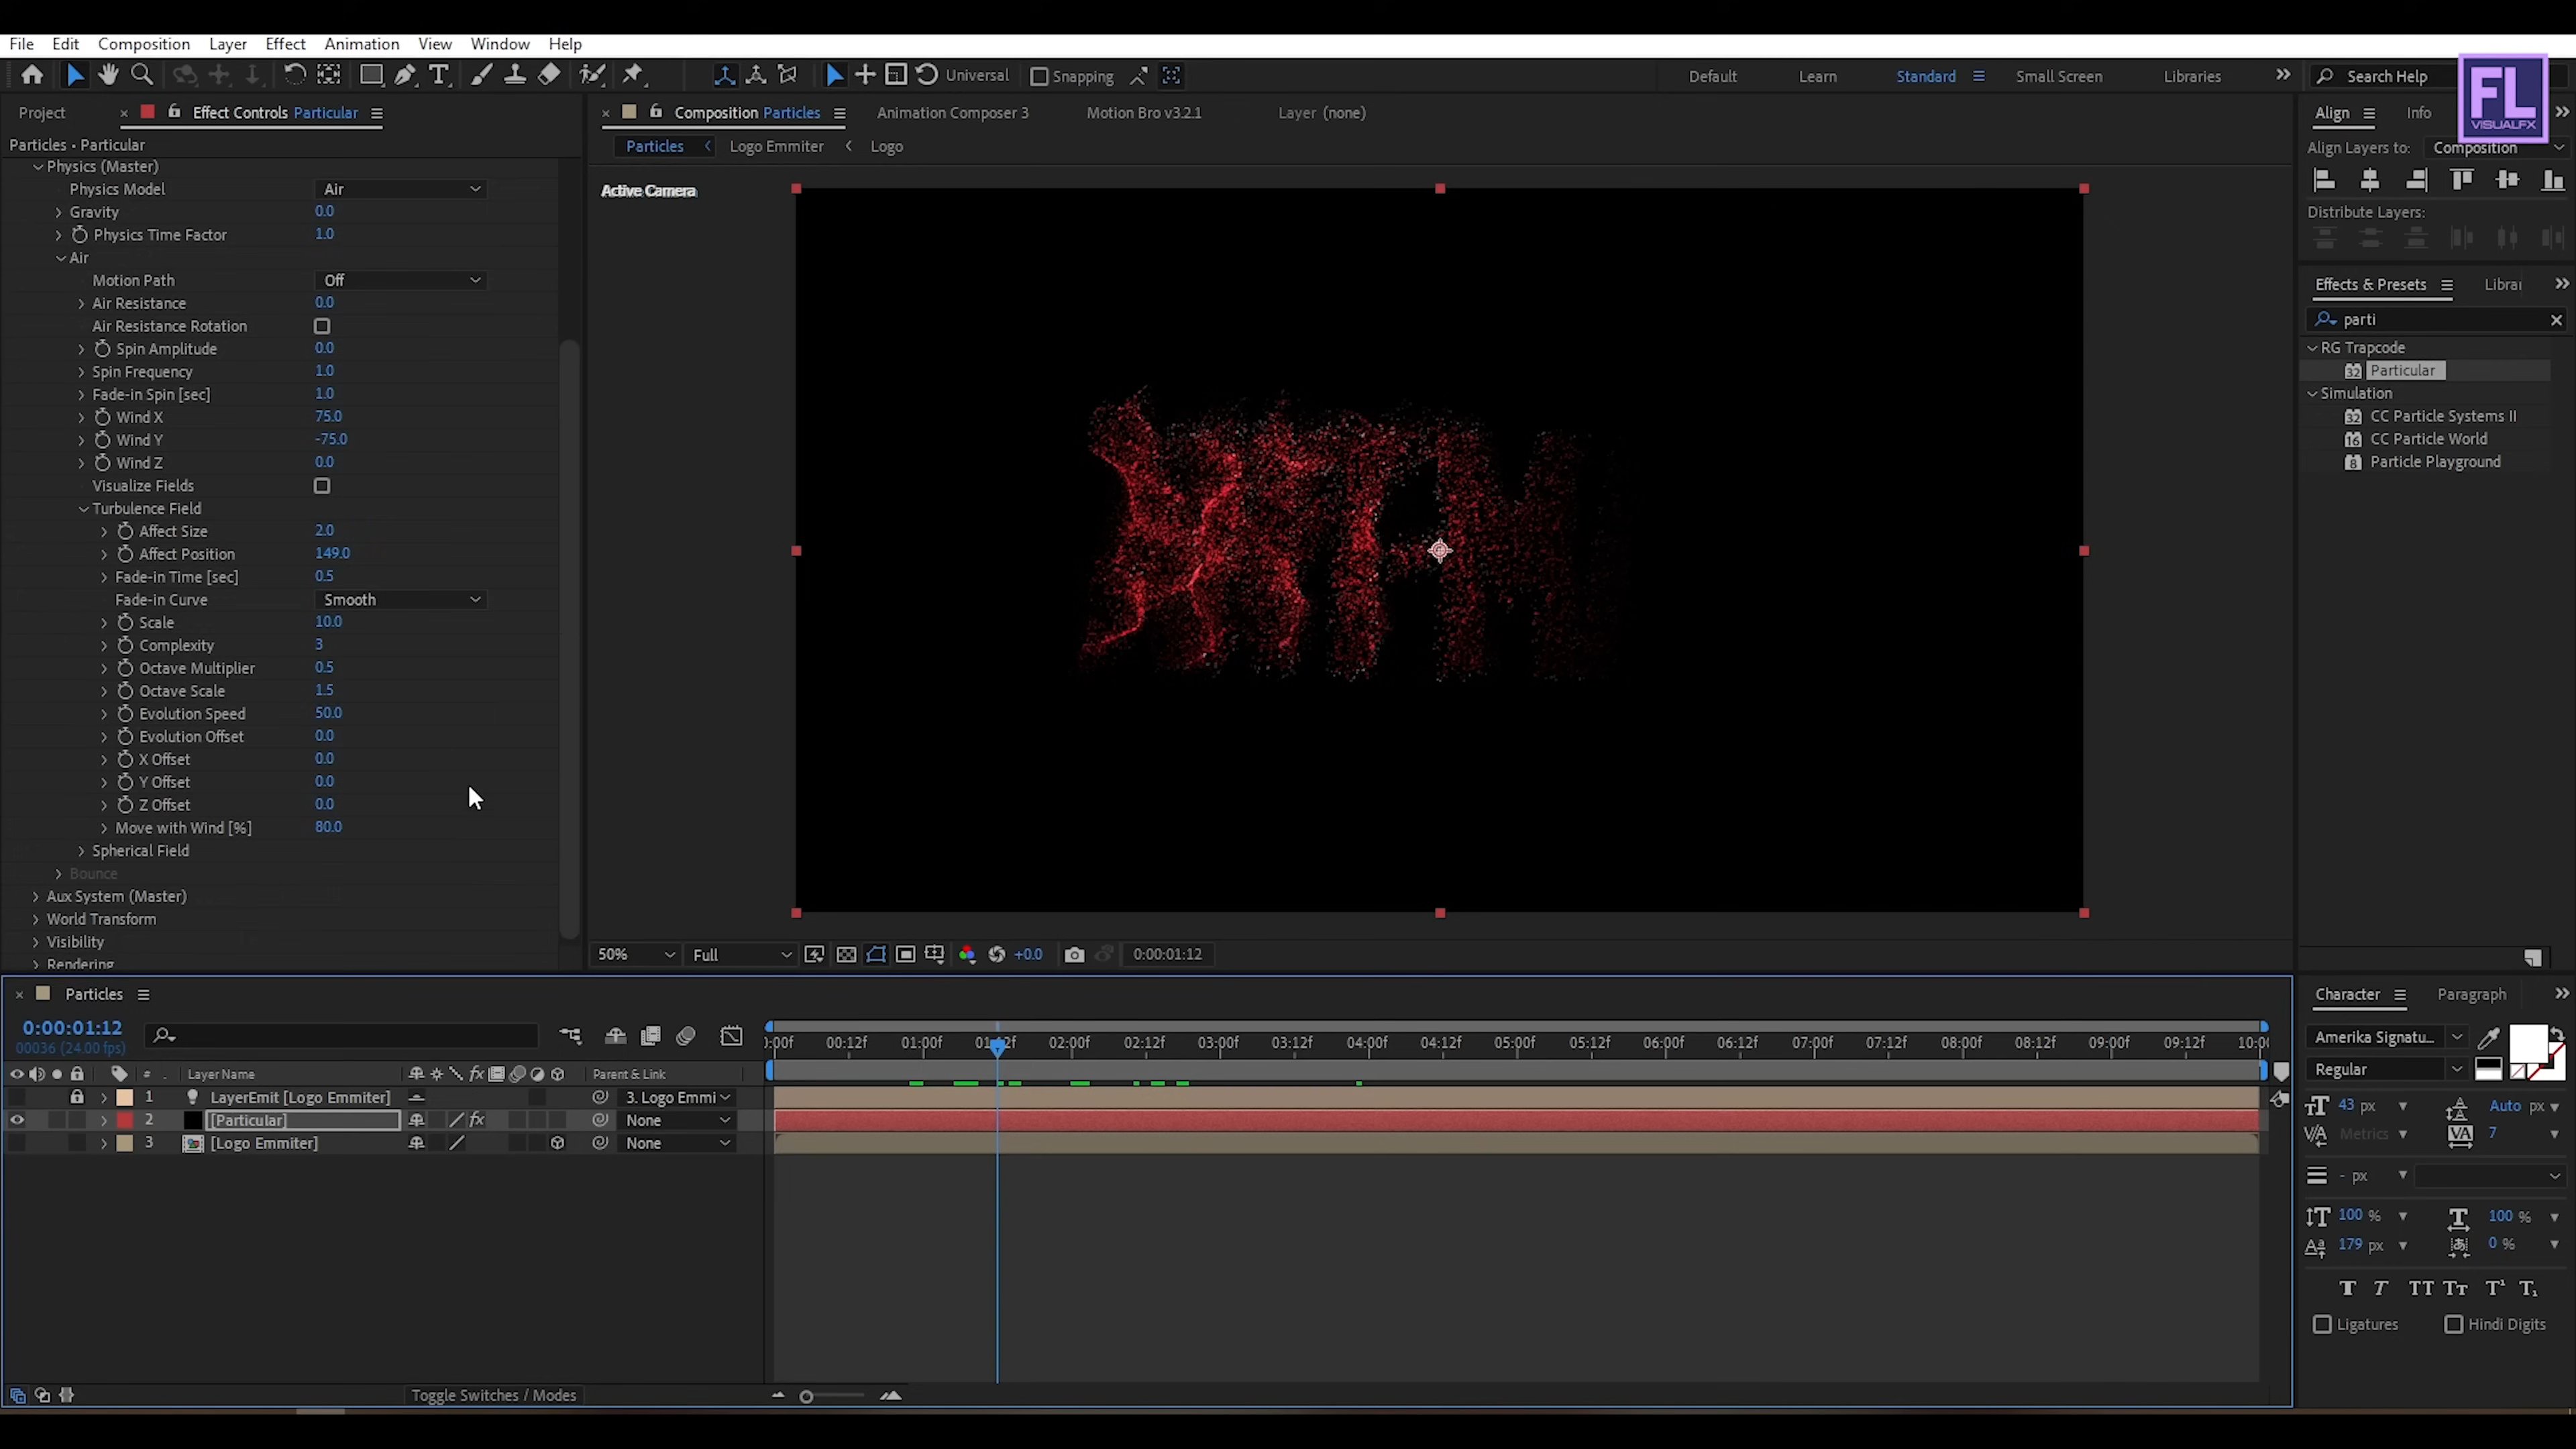 File Edit Composition Layer Effect Animation View Window Help
Universal Snapping Default Learn Standard Small Screen Libraries Search Help
FL
VISUALFX
Project Effect Controls Particular
Particles • Particular
Physics (Master)
Physics Model Air
Gravity 0.0
Physics Time Factor 1.0
Air
Motion Path Off
Air Resistance 0.0
Air Resistance Rotation
Spin Amplitude 0.0
Spin Frequency 1.0
Fade-in Spin [sec] 1.0
Wind X 75.0
Wind Y -75.0
Wind Z 0.0
Visualize Fields
Turbulence Field
Affect Size 2.0
Affect Position 149.0
Fade-in Time [sec] 0.5
Fade-in Curve Smooth
Scale 10.0
Complexity 3
Octave Multiplier 0.5
Octave Scale 1.5
Evolution Speed 50.0
Evolution Offset 0.0
X Offset 0.0
Y Offset 0.0
Z Offset 0.0
Move with Wind [%] 80.0
Spherical Field
Bounce
Aux System (Master)
World Transform
Visibility
Rendering
Composition Particles Animation Composer 3 Motion Bro v3.2.1 Layer (none)
Particles Logo Emmiter Logo
Active Camera
50% Full +0.0 0:00:01:12
Align Info
Align Layers to: Composition
Distribute Layers:
Effects & Presets Librar
parti
RG Trapcode
32 Particular
Simulation
32 CC Particle Systems II
16 CC Particle World
8 Particle Playground
Particles
0:00:01:12
00036 (24.00 fps)
:00f 00:12f 01:00f 01:12f 02:00f 02:12f 03:00f 03:12f 04:00f 04:12f 05:00f 05:12f 06:00f 06:12f 07:00f 07:12f 08:00f 08:12f 09:00f 09:12f 10:00
# Layer Name fx Parent & Link
1 LayerEmit [Logo Emmiter] 3. Logo Emmi
2 [Particular] fx None
3 [Logo Emmiter] None
Toggle Switches / Modes
Character Paragraph
Amerika Signatu...
Regular
43 px Auto px
Metrics 7
- px
100 % 100 %
179 px 0 %
T T TT Tт T¹ T₁
Ligatures Hindi Digits